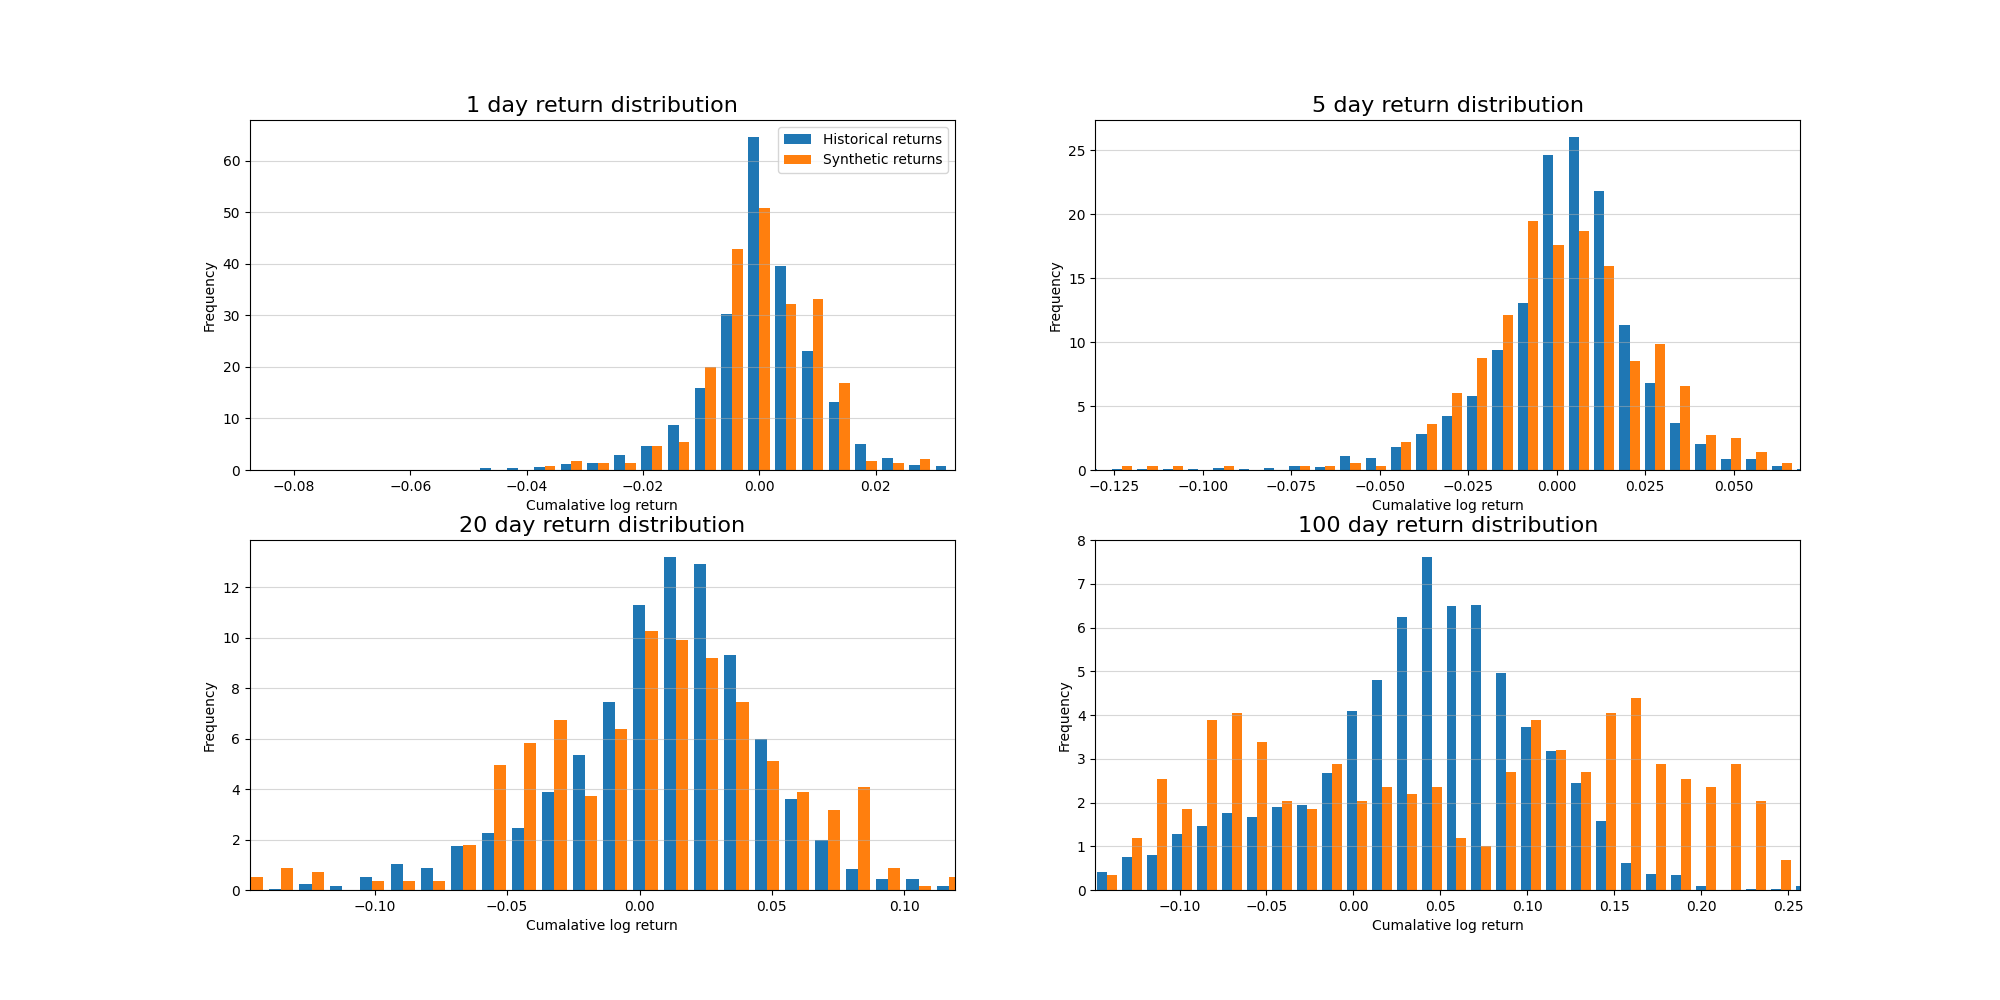 1 day return distribution
Historical returns
Synthetic returns
Frequency
60
50
40
30
20
10
0
−0.08 −0.06 −0.04 −0.02 0.00 0.02
Cumalative log return
5 day return distribution
Frequency
25
20
15
10
5
0
−0.125 −0.100 −0.075 −0.050 −0.025 0.000 0.025 0.050
Cumalative log return
20 day return distribution
Frequency
12
10
8
6
4
2
0
−0.10 −0.05 0.00 0.05 0.10
Cumalative log return
100 day return distribution
Frequency
8
7
6
5
4
3
2
1
0
−0.10 −0.05 0.00 0.05 0.10 0.15 0.20 0.25
Cumalative log return